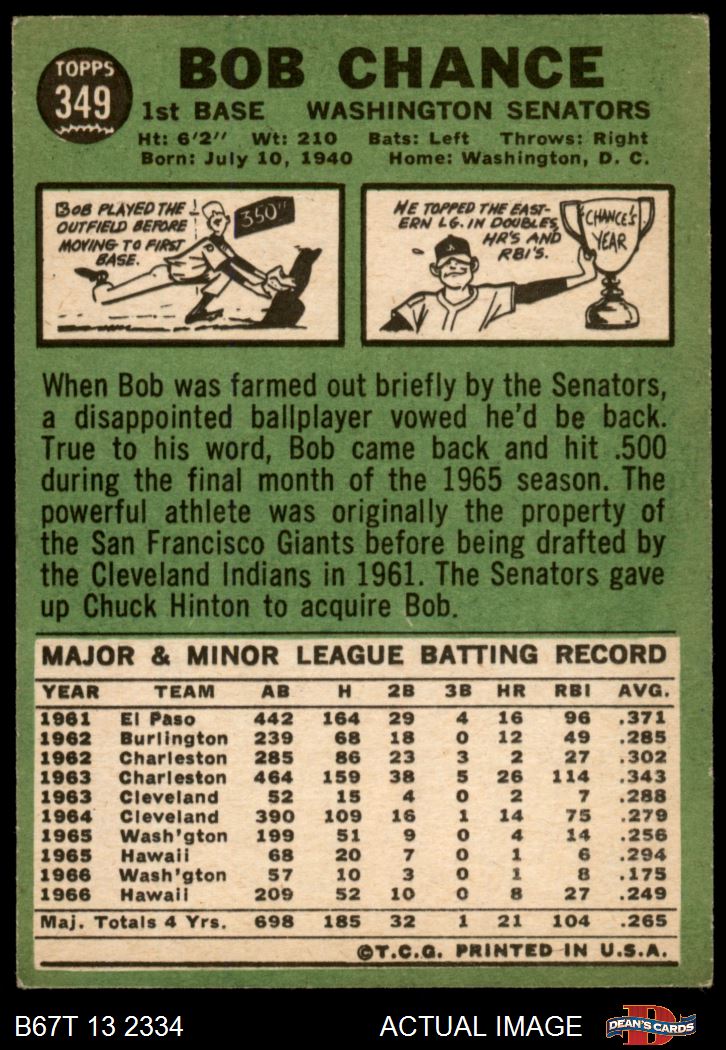 TOPPS
349
BOB CHANCE
1st BASE WASHINGTON SENATORS
Ht: 6'2" Wt: 210 Bats: Left Throws: Right
Born: July 10, 1940 Home: Washington, D. C.
BOB PLAYED THE
OUTFIELD BEFORE
MOVING TO FIRST
BASE.
350"
HE TOPPED THE EAST-
ERN LG. IN DOUBLES,
HR'S AND
RBI'S.
CHANCE'S
YEAR
When Bob was farmed out briefly by the Senators,
a disappointed ballplayer vowed he'd be back.
True to his word, Bob came back and hit .500
during the final month of the 1965 season. The
powerful athlete was originally the property of
the San Francisco Giants before being drafted by
the Cleveland Indians in 1961. The Senators gave
up Chuck Hinton to acquire Bob.
MAJOR & MINOR LEAGUE BATTING RECORD
YEAR TEAM AB H 2B 3B HR RBI AVG.
1961 El Paso 442 164 29 4 16 96 .371
1962 Burlington 239 68 18 0 12 49 .285
1962 Charleston 285 86 23 3 2 27 .302
1963 Charleston 464 159 38 5 26 114 .343
1963 Cleveland 52 15 4 0 2 7 .288
1964 Cleveland 390 109 16 1 14 75 .279
1965 Wash'gton 199 51 9 0 4 14 .256
1965 Hawaii 68 20 7 0 1 6 .294
1966 Wash'gton 57 10 3 0 1 8 .175
1966 Hawaii 209 52 10 0 8 27 .249
Maj. Totals 4 Yrs. 698 185 32 1 21 104 .265
©T.C.G. PRINTED IN U.S.A.
B67T 13 2334 ACTUAL IMAGE
D
DEAN'S CARDS